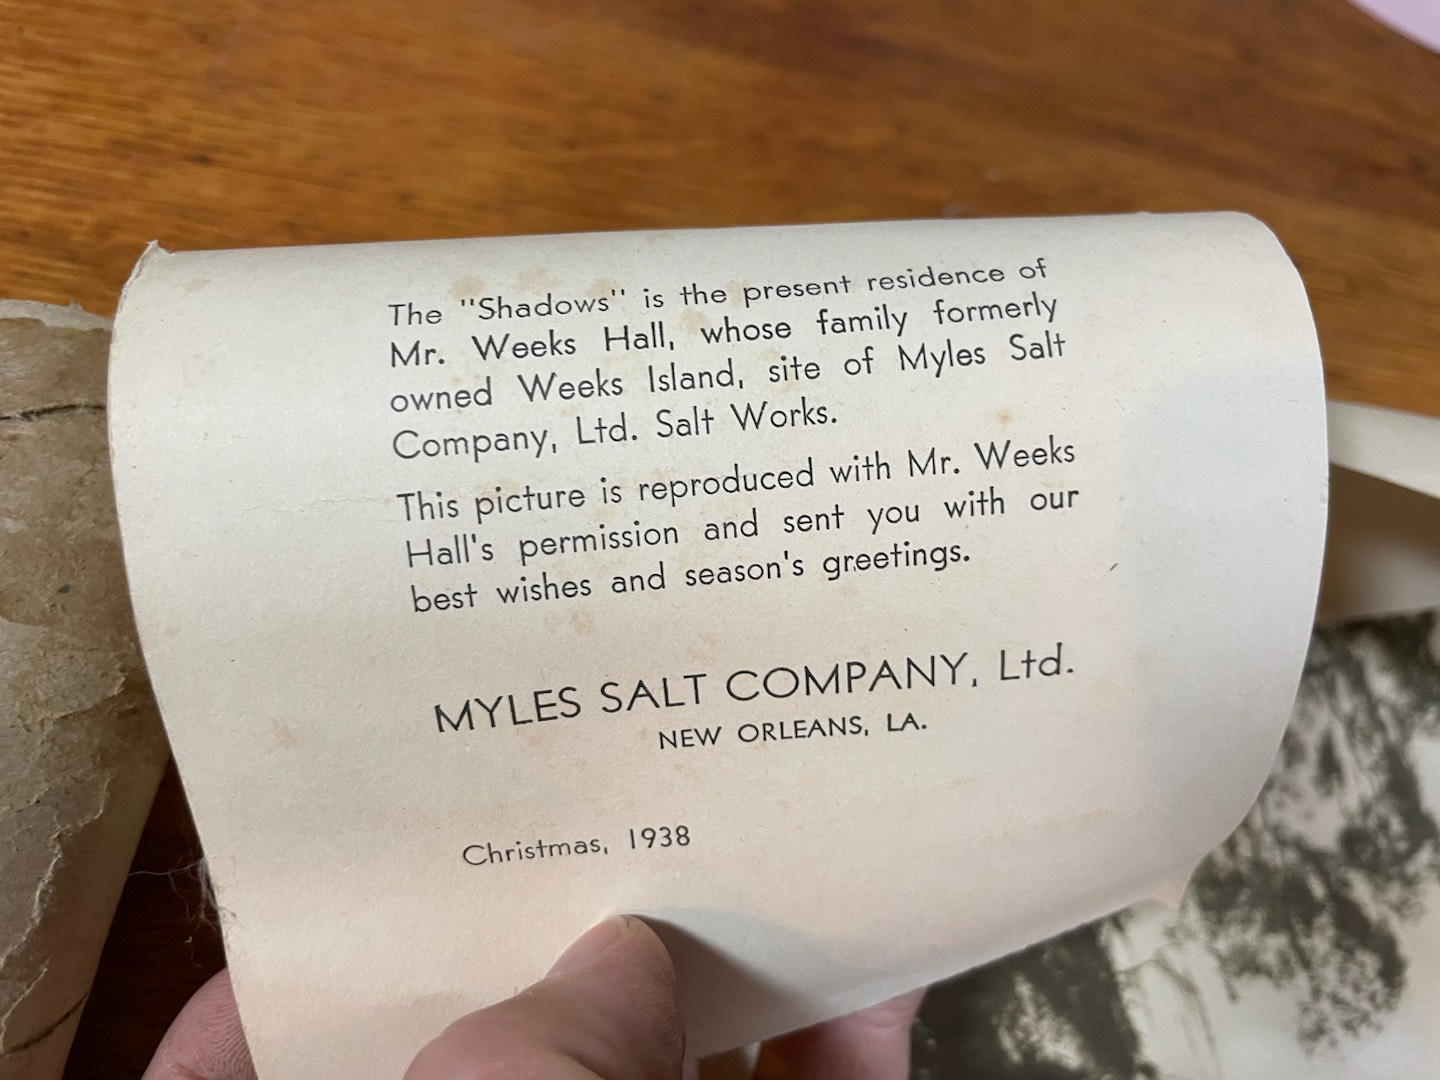 The "Shadows" is the present residence of
Mr. Weeks Hall, whose family formerly
owned Weeks Island, site of Myles Salt
Company, Ltd. Salt Works.
This picture is reproduced with Mr. Weeks
Hall's permission and sent you with our
best wishes and season's greetings.
MYLES SALT COMPANY, Ltd.
NEW ORLEANS, LA.
Christmas, 1938